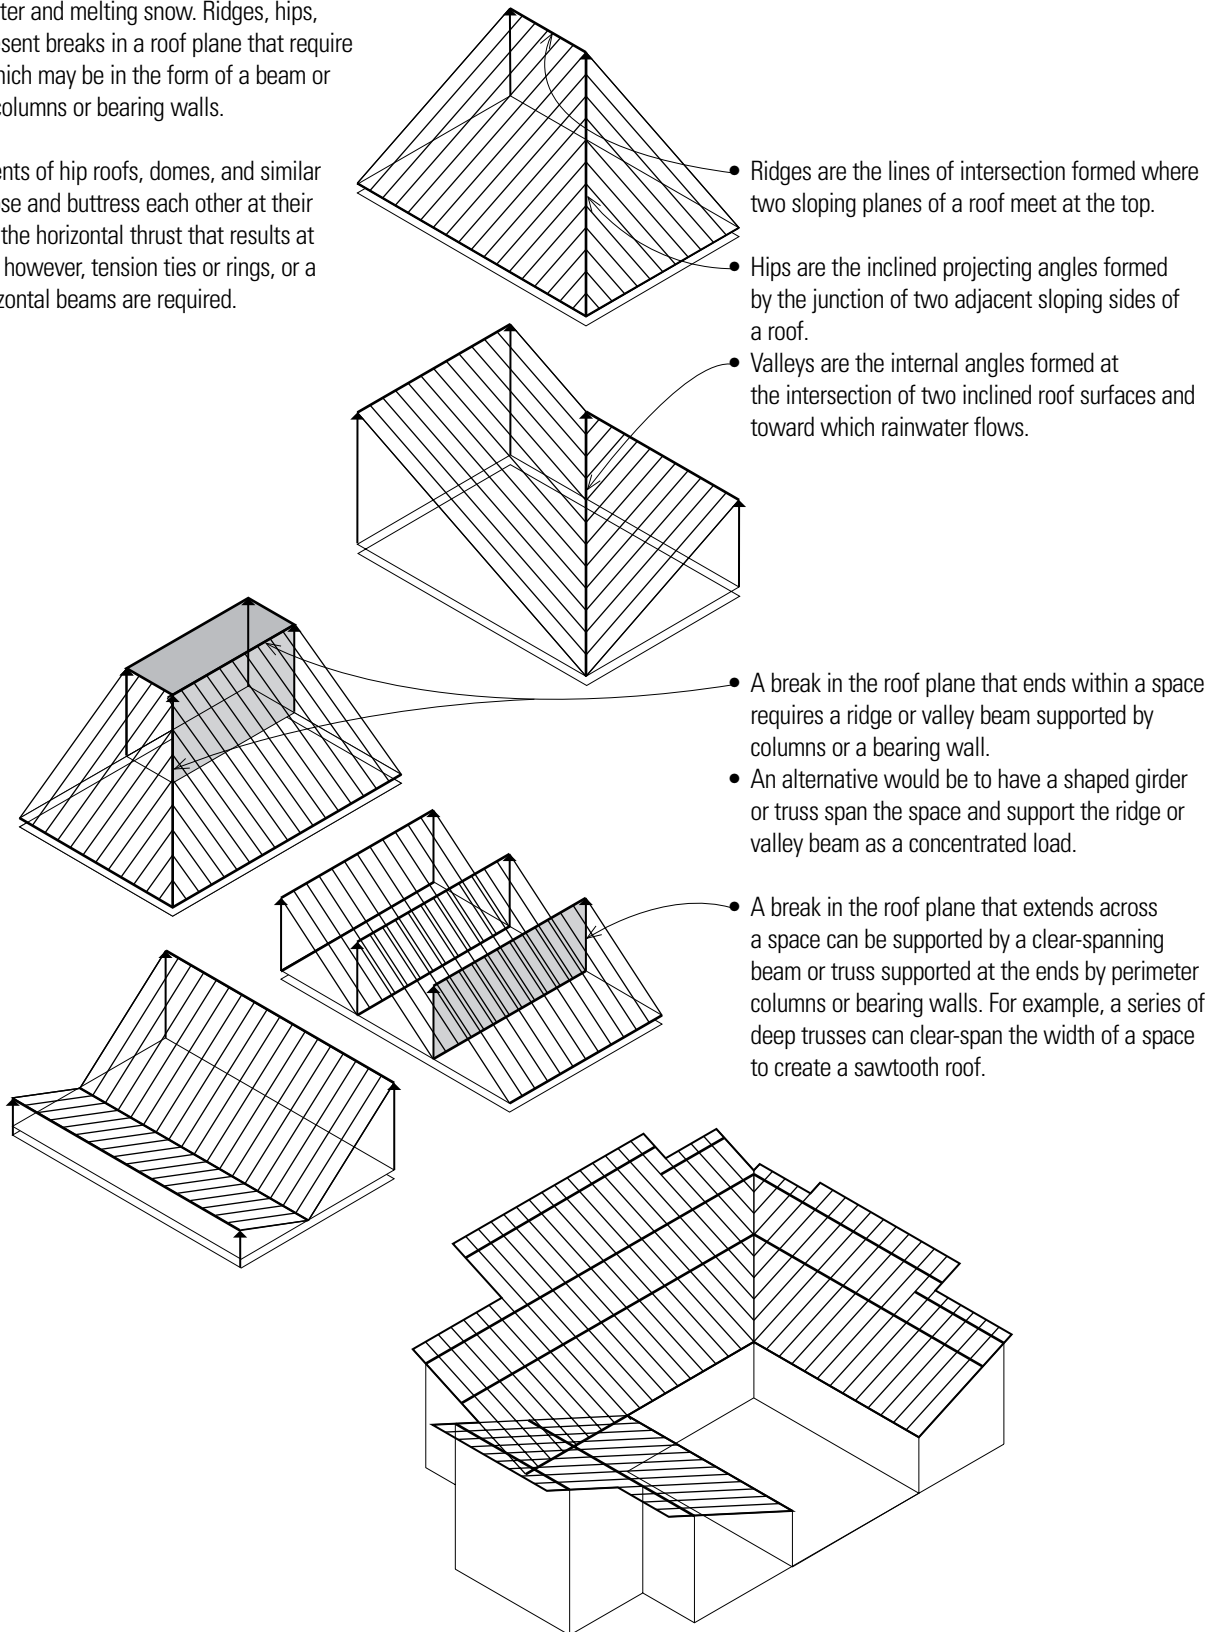 ter and melting snow. Ridges, hips,
sent breaks in a roof plane that require
hich may be in the form of a beam or
columns or bearing walls.
ents of hip roofs, domes, and similar
se and buttress each other at their
the horizontal thrust that results at
however, tension ties or rings, or a
zontal beams are required.
• Ridges are the lines of intersection formed where
two sloping planes of a roof meet at the top.
• Hips are the inclined projecting angles formed
by the junction of two adjacent sloping sides of
a roof.
• Valleys are the internal angles formed at
the intersection of two inclined roof surfaces and
toward which rainwater flows.
• A break in the roof plane that ends within a space
requires a ridge or valley beam supported by
columns or a bearing wall.
• An alternative would be to have a shaped girder
or truss span the space and support the ridge or
valley beam as a concentrated load.
• A break in the roof plane that extends across
a space can be supported by a clear-spanning
beam or truss supported at the ends by perimeter
columns or bearing walls. For example, a series of
deep trusses can clear-span the width of a space
to create a sawtooth roof.